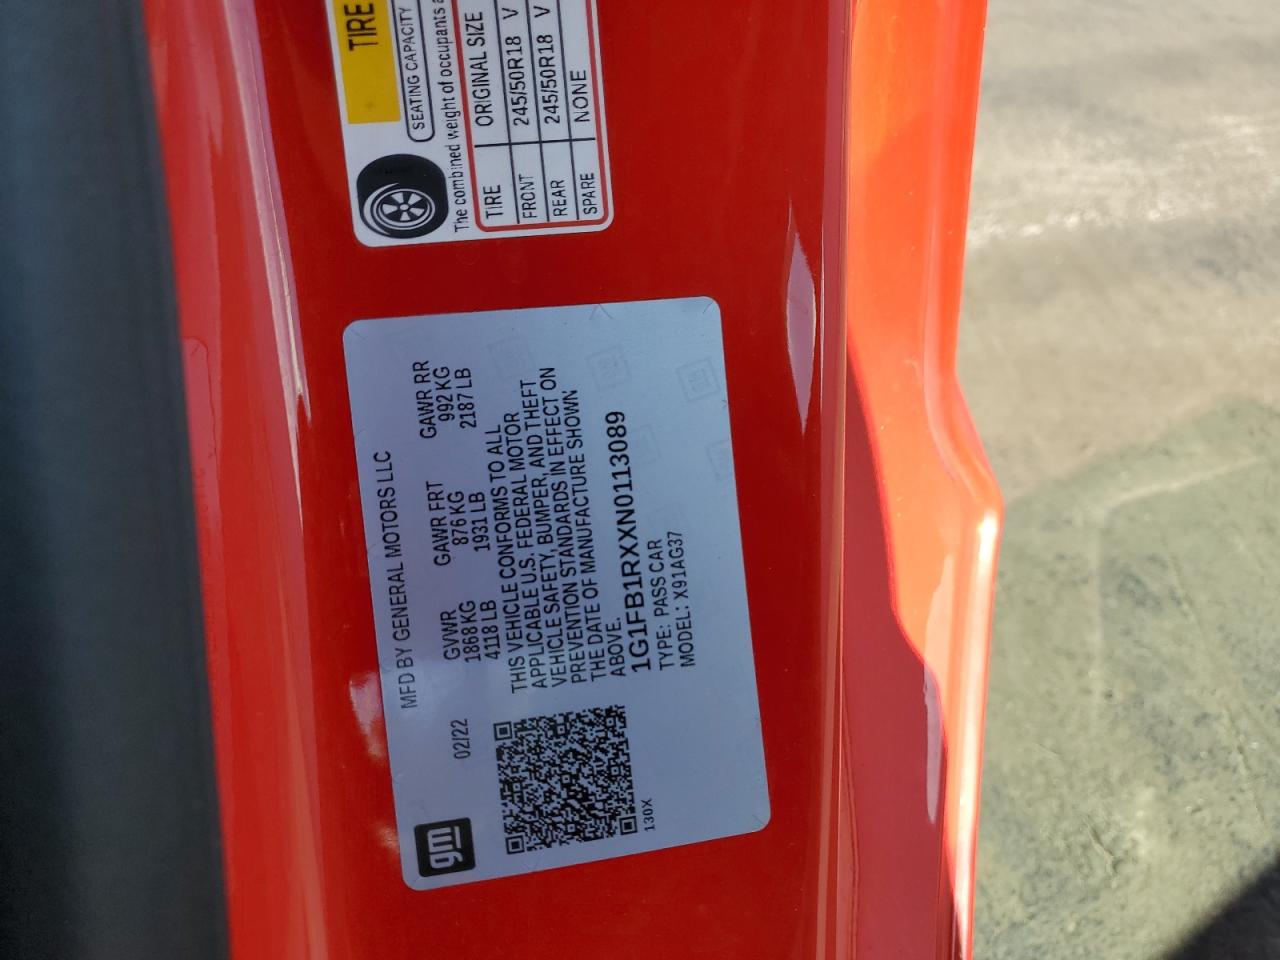 TIRE
SEATING CAPACITY
The combined weight of occupants
TIRE ORIGINAL SIZE
FRONT 245/50R18 V
REAR 245/50R18 V
SPARE NONE
gm
MFD BY GENERAL MOTORS LLC
02/22 GVWR GAWR FRT GAWR RR
1868 KG 876 KG 992 KG
4118 LB 1931 LB 2187 LB
THIS VEHICLE CONFORMS TO ALL
APPLICABLE U.S. FEDERAL MOTOR
VEHICLE SAFETY, BUMPER, AND THEFT
PREVENTION STANDARDS IN EFFECT ON
THE DATE OF MANUFACTURE SHOWN
ABOVE.
1G1FB1RXXN0113089
TYPE: PASS CAR
MODEL: X91AG37
130X